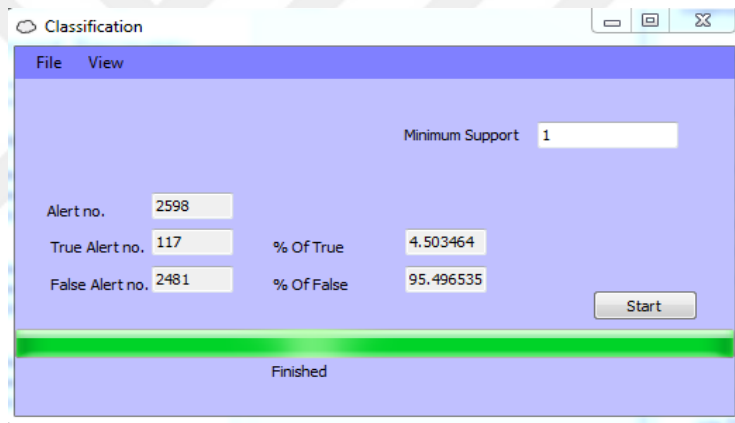 Classification
File View
Minimum Support 1
Alert no. 2598
True Alert no. 117 % Of True 4.503464
False Alert no. 2481 % Of False 95.496535
Start
Finished